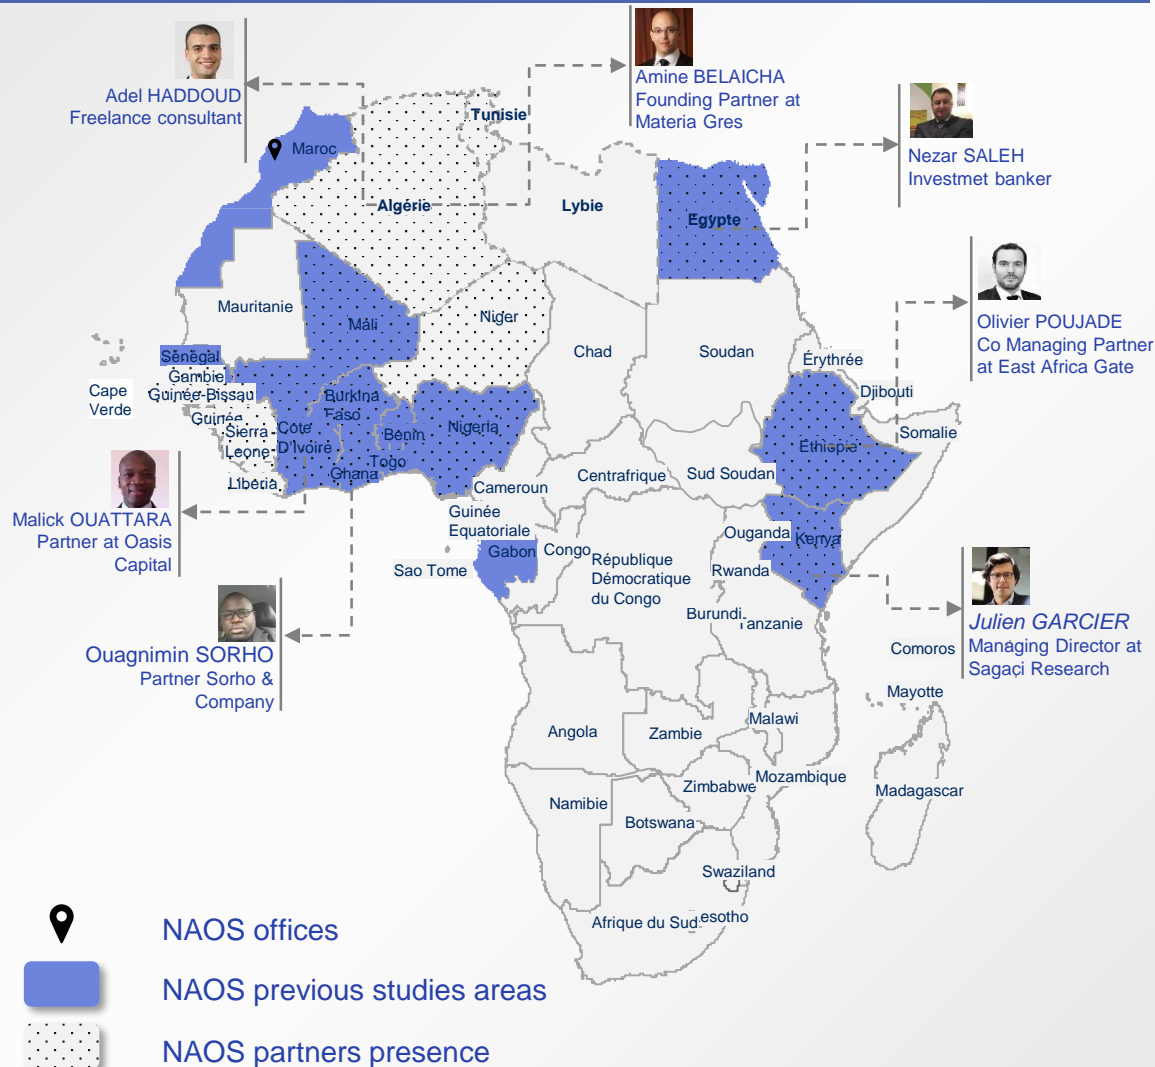 Adel HADDOUD
Freelance consultant
Amine BELAICHA
Founding Partner at
Materia Gres
Nezar SALEH
Investmet banker
Olivier POUJADE
Co Managing Partner
at East Africa Gate
Tunisie
Maroc
Algérie
Lybie
Egypte
Mauritanie
Mali
Niger
Chad
Soudan
Érythrée
Djibouti
Somalie
Ethiopie
Cape
Verde
Sénégal
Gambie
Guinée-Bissau
Guinée
Sierra
Leone
Liberia
Cote
D'Ivoire
Burkina
Faso
Ghana
Togo
Benin
Nigeria
Cameroun
Centrafrique
Sud Soudan
Guinée
Equatoriale
Gabon
Congo
Sao Tome
République
Démocratique
du Congo
Ouganda
Kenya
Rwanda
Burundi
anzanie
Malick OUATTARA
Partner at Oasis
Capital
Ouagnimin SORHO
Partner Sorho &
Company
Julien GARCIER
Managing Director at
Sagaçi Research
Comoros
Mayotte
Angola
Zambie
Malawi
Mozambique
Zimbabwe
Madagascar
Namibie
Botswana
Swaziland
Afrique du Sud
esotho
NAOS offices
NAOS previous studies areas
NAOS partners presence